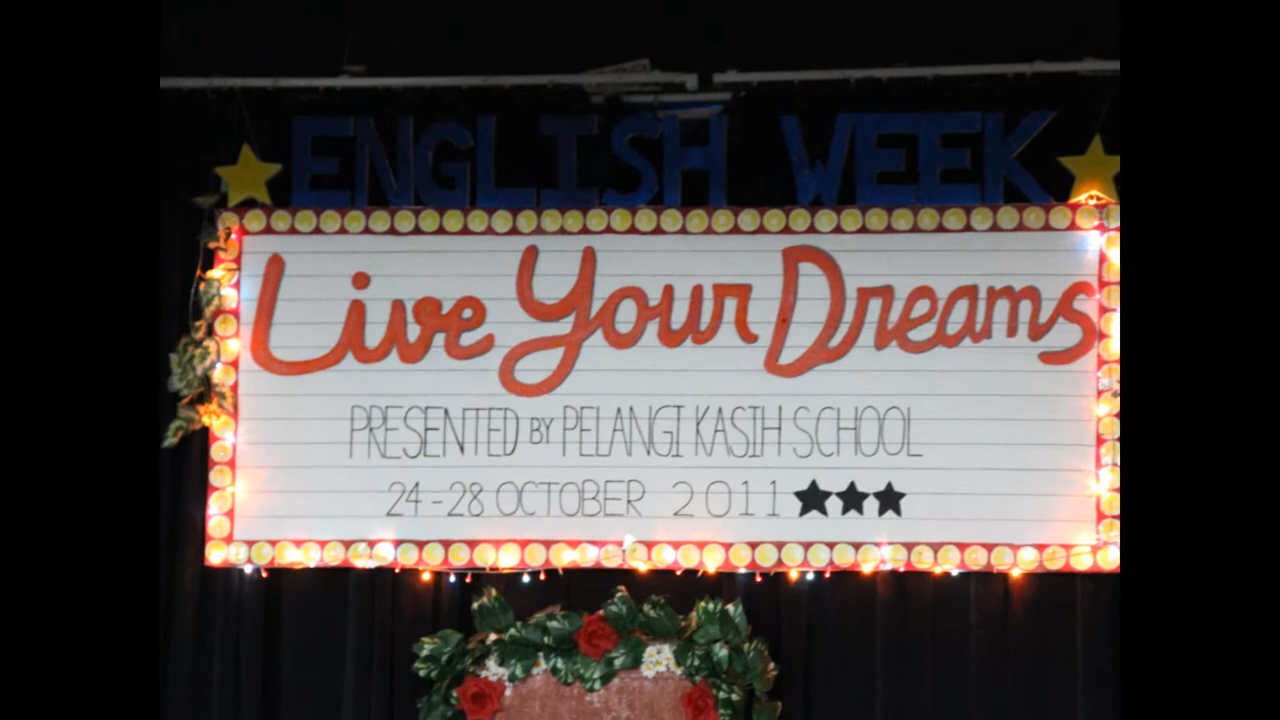 ENGLISH WEEK
Live Your Dreams
PRESENTED BY PELANGI KASIH SCHOOL
24-28 OCTOBER 2011 ★★★